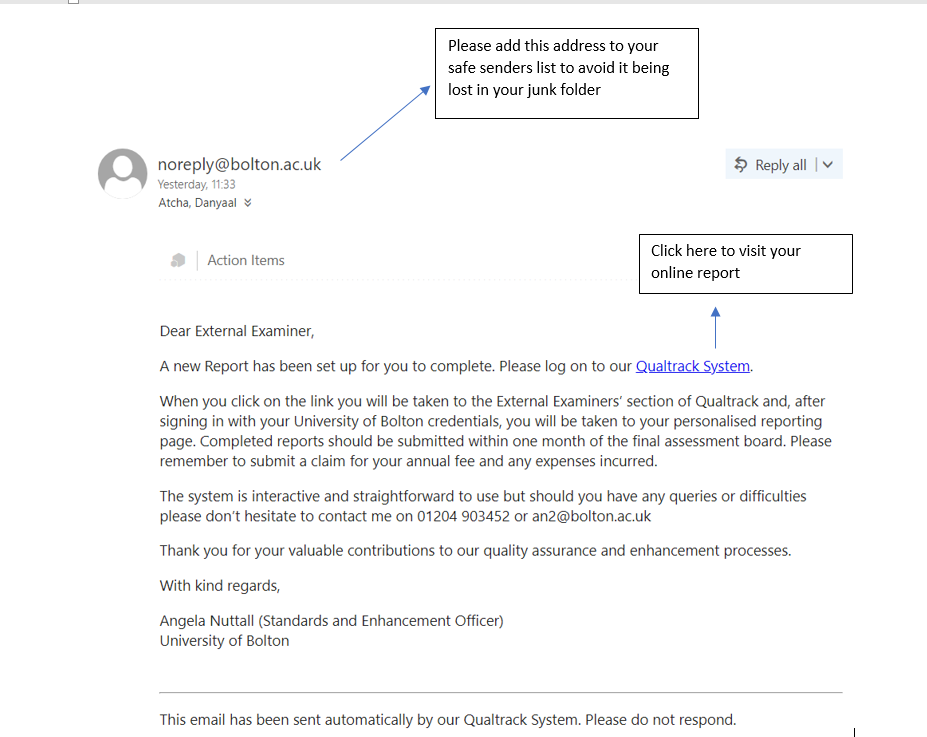 Please add this address to your
safe senders list to avoid it being
lost in your junk folder
noreply@bolton.ac.uk
Yesterday, 11:33
Atcha, Danyaal
Reply all
Action Items
Click here to visit your
online report
Dear External Examiner,
A new Report has been set up for you to complete. Please log on to our Qualtrack System.
When you click on the link you will be taken to the External Examiners’ section of Qualtrack and, after
signing in with your University of Bolton credentials, you will be taken to your personalised reporting
page. Completed reports should be submitted within one month of the final assessment board. Please
remember to submit a claim for your annual fee and any expenses incurred.
The system is interactive and straightforward to use but should you have any queries or difficulties
please don’t hesitate to contact me on 01204 903452 or an2@bolton.ac.uk
Thank you for your valuable contributions to our quality assurance and enhancement processes.
With kind regards,
Angela Nuttall (Standards and Enhancement Officer)
University of Bolton
This email has been sent automatically by our Qualtrack System. Please do not respond.